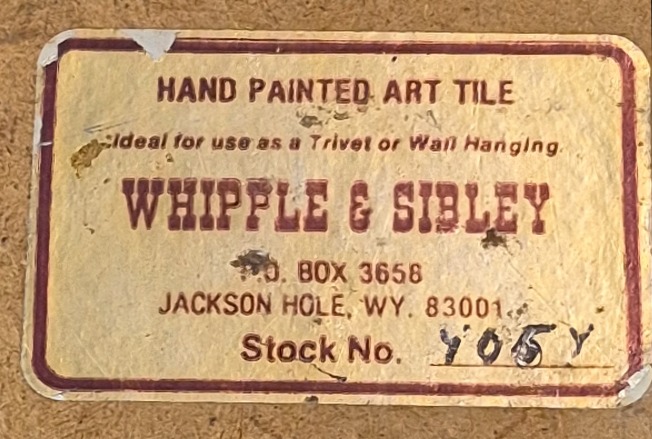 HAND PAINTED ART TILE
Ideal for use as a Trivet or Wall Hanging.
WHIPPLE & SIBLEY
P.O. BOX 3658
JACKSON HOLE, WY. 83001
Stock No.